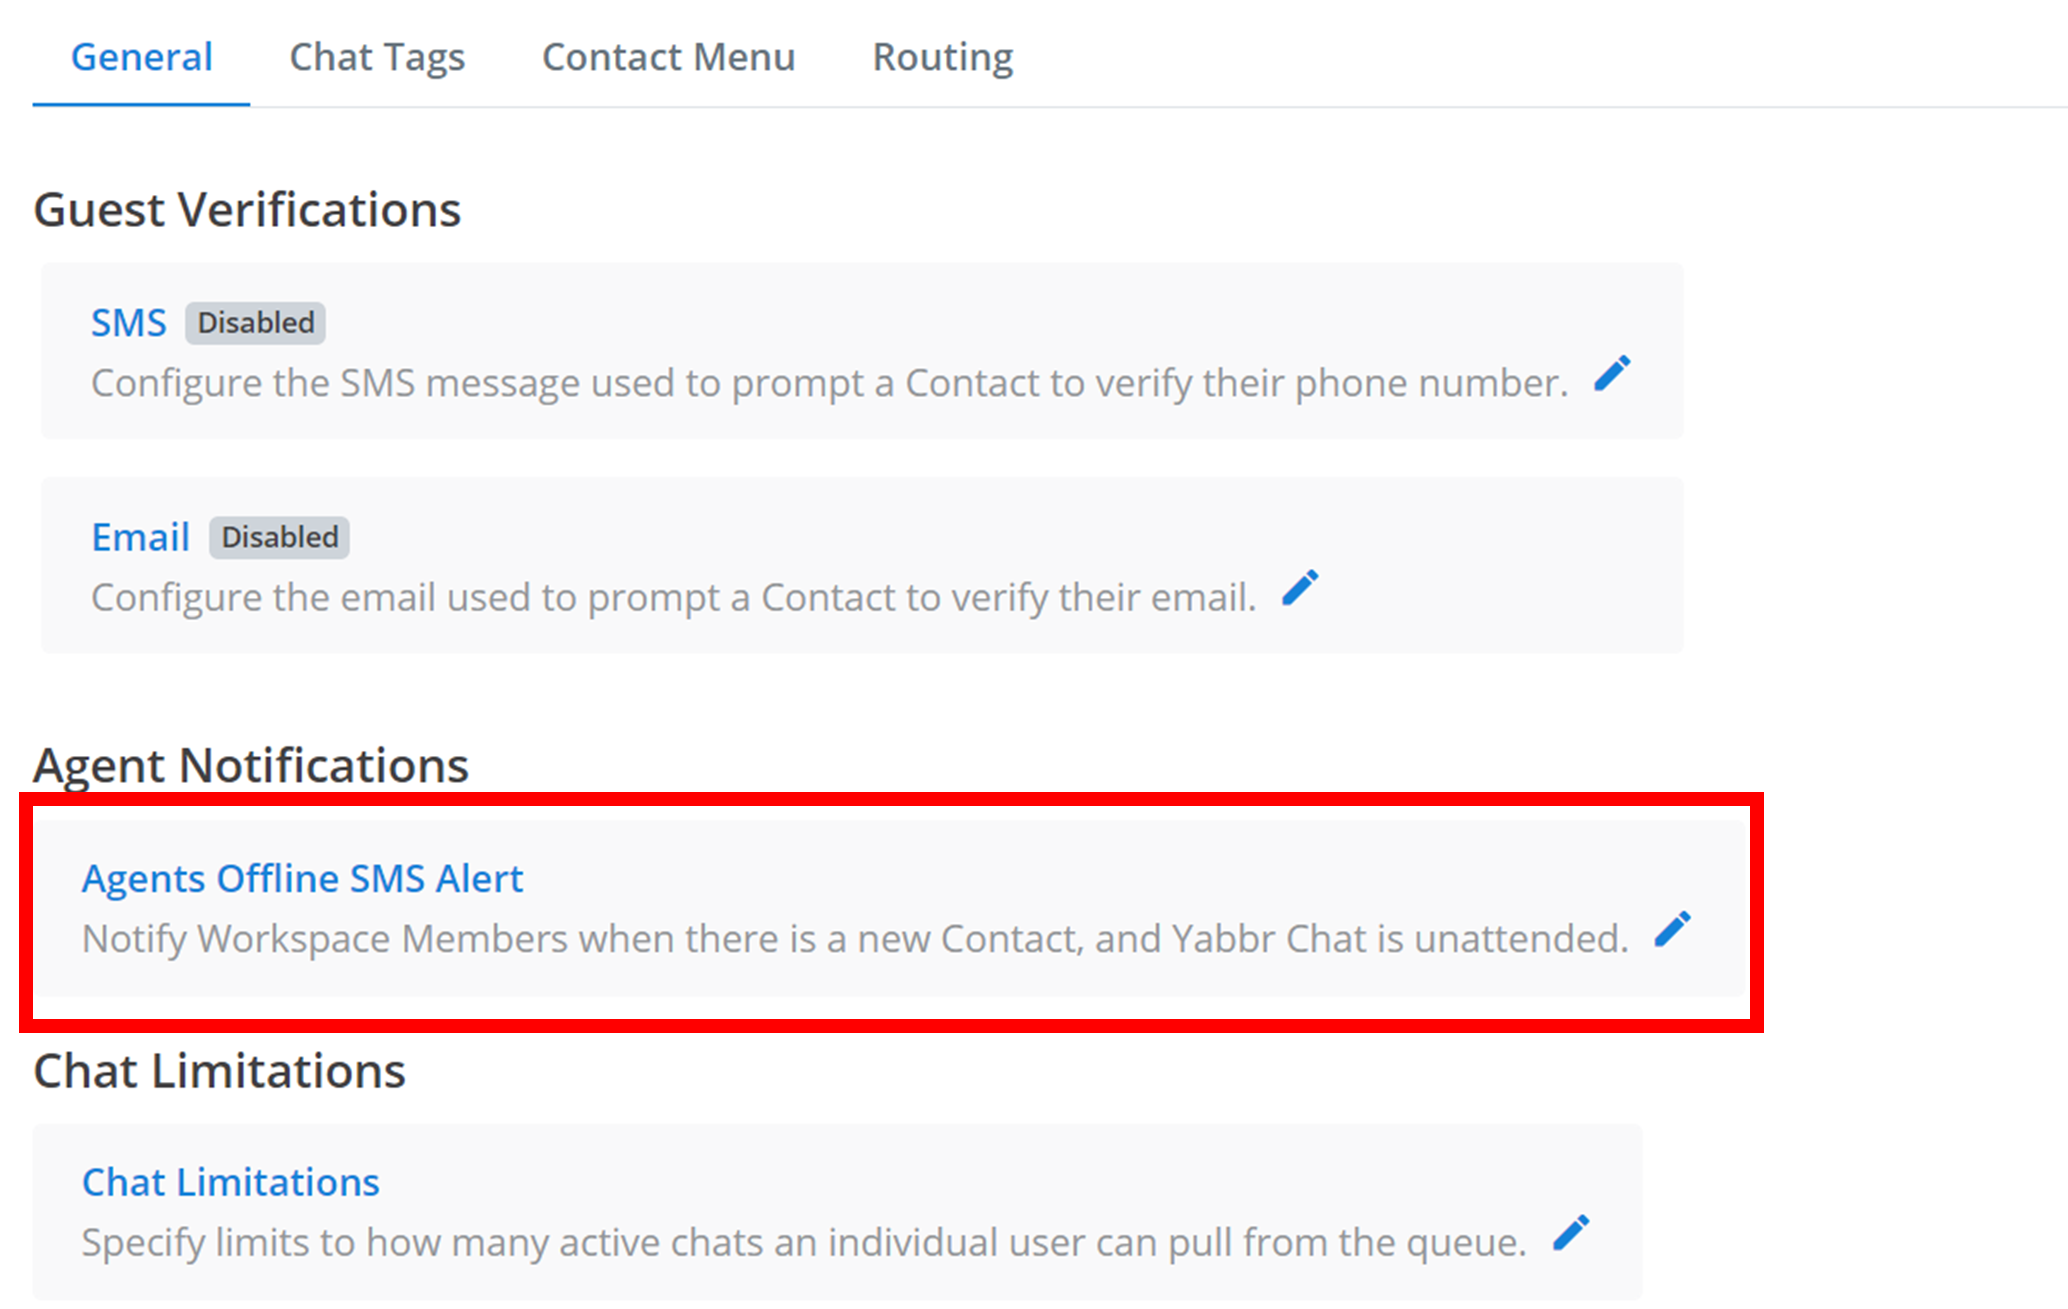 General Chat Tags Contact Menu Routing
Guest Verifications
SMS Disabled
Configure the SMS message used to prompt a Contact to verify their phone number.
Email Disabled
Configure the email used to prompt a Contact to verify their email.
Agent Notifications
Agents Offline SMS Alert
Notify Workspace Members when there is a new Contact, and Yabbr Chat is unattended.
Chat Limitations
Chat Limitations
Specify limits to how many active chats an individual user can pull from the queue.